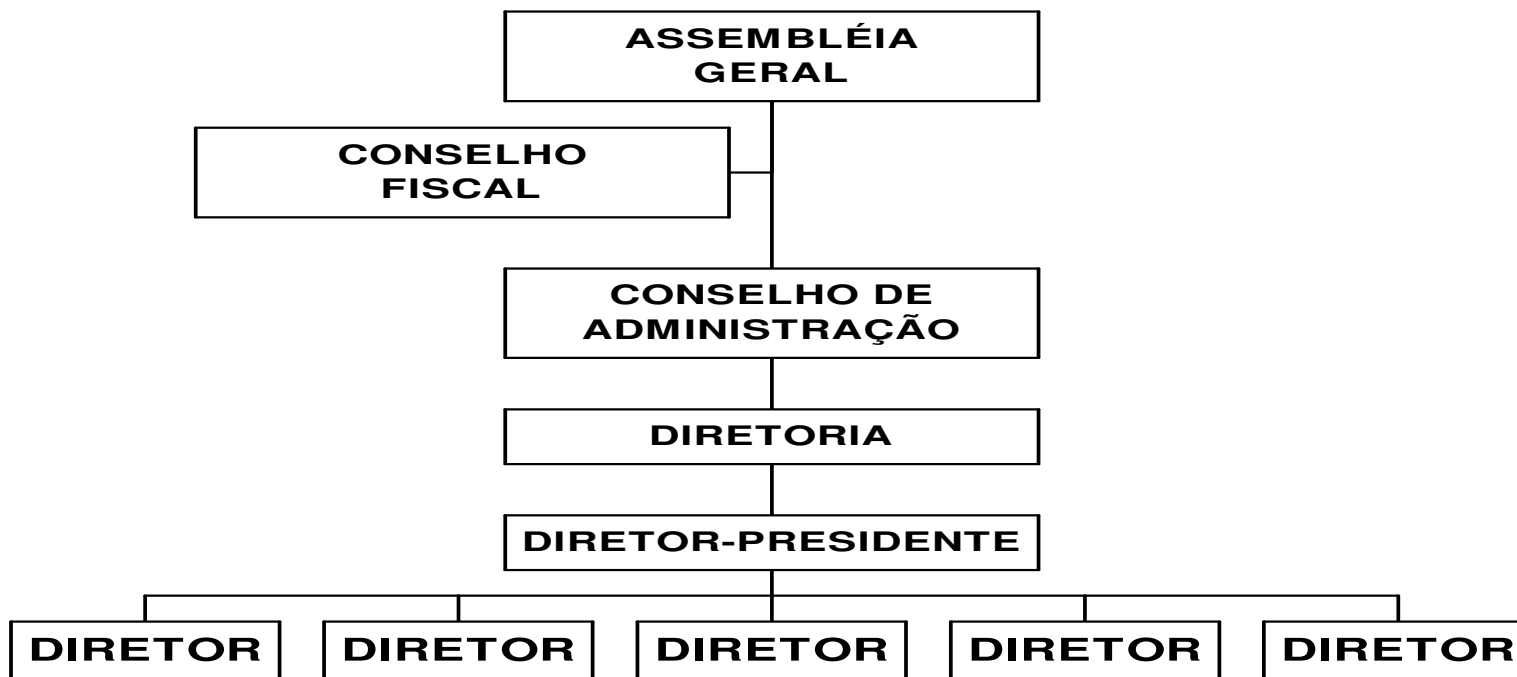 ASSEMBLÉIA
GERAL
CONSELHO
FISCAL
CONSELHO DE
ADMINISTRAÇÃO
DIRETORIA
DIRETOR-PRESIDENTE
DIRETOR DIRETOR DIRETOR DIRETOR DIRETOR